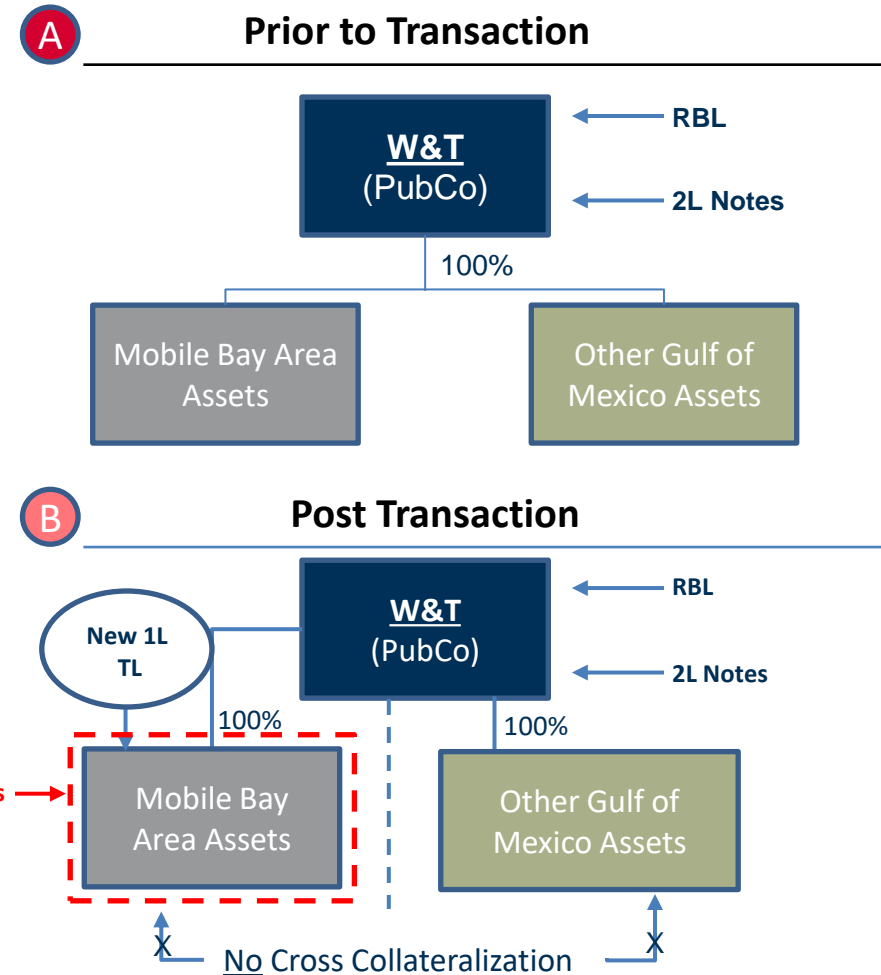 A
Prior to Transaction
W&T
(PubCo)
RBL
2L Notes
100%
Mobile Bay Area
Assets
Other Gulf of
Mexico Assets
B
Post Transaction
New 1L
TL
W&T
(PubCo)
RBL
2L Notes
100%
100%
Mobile Bay
Area Assets
Other Gulf of
Mexico Assets
X
X
No Cross Collateralization